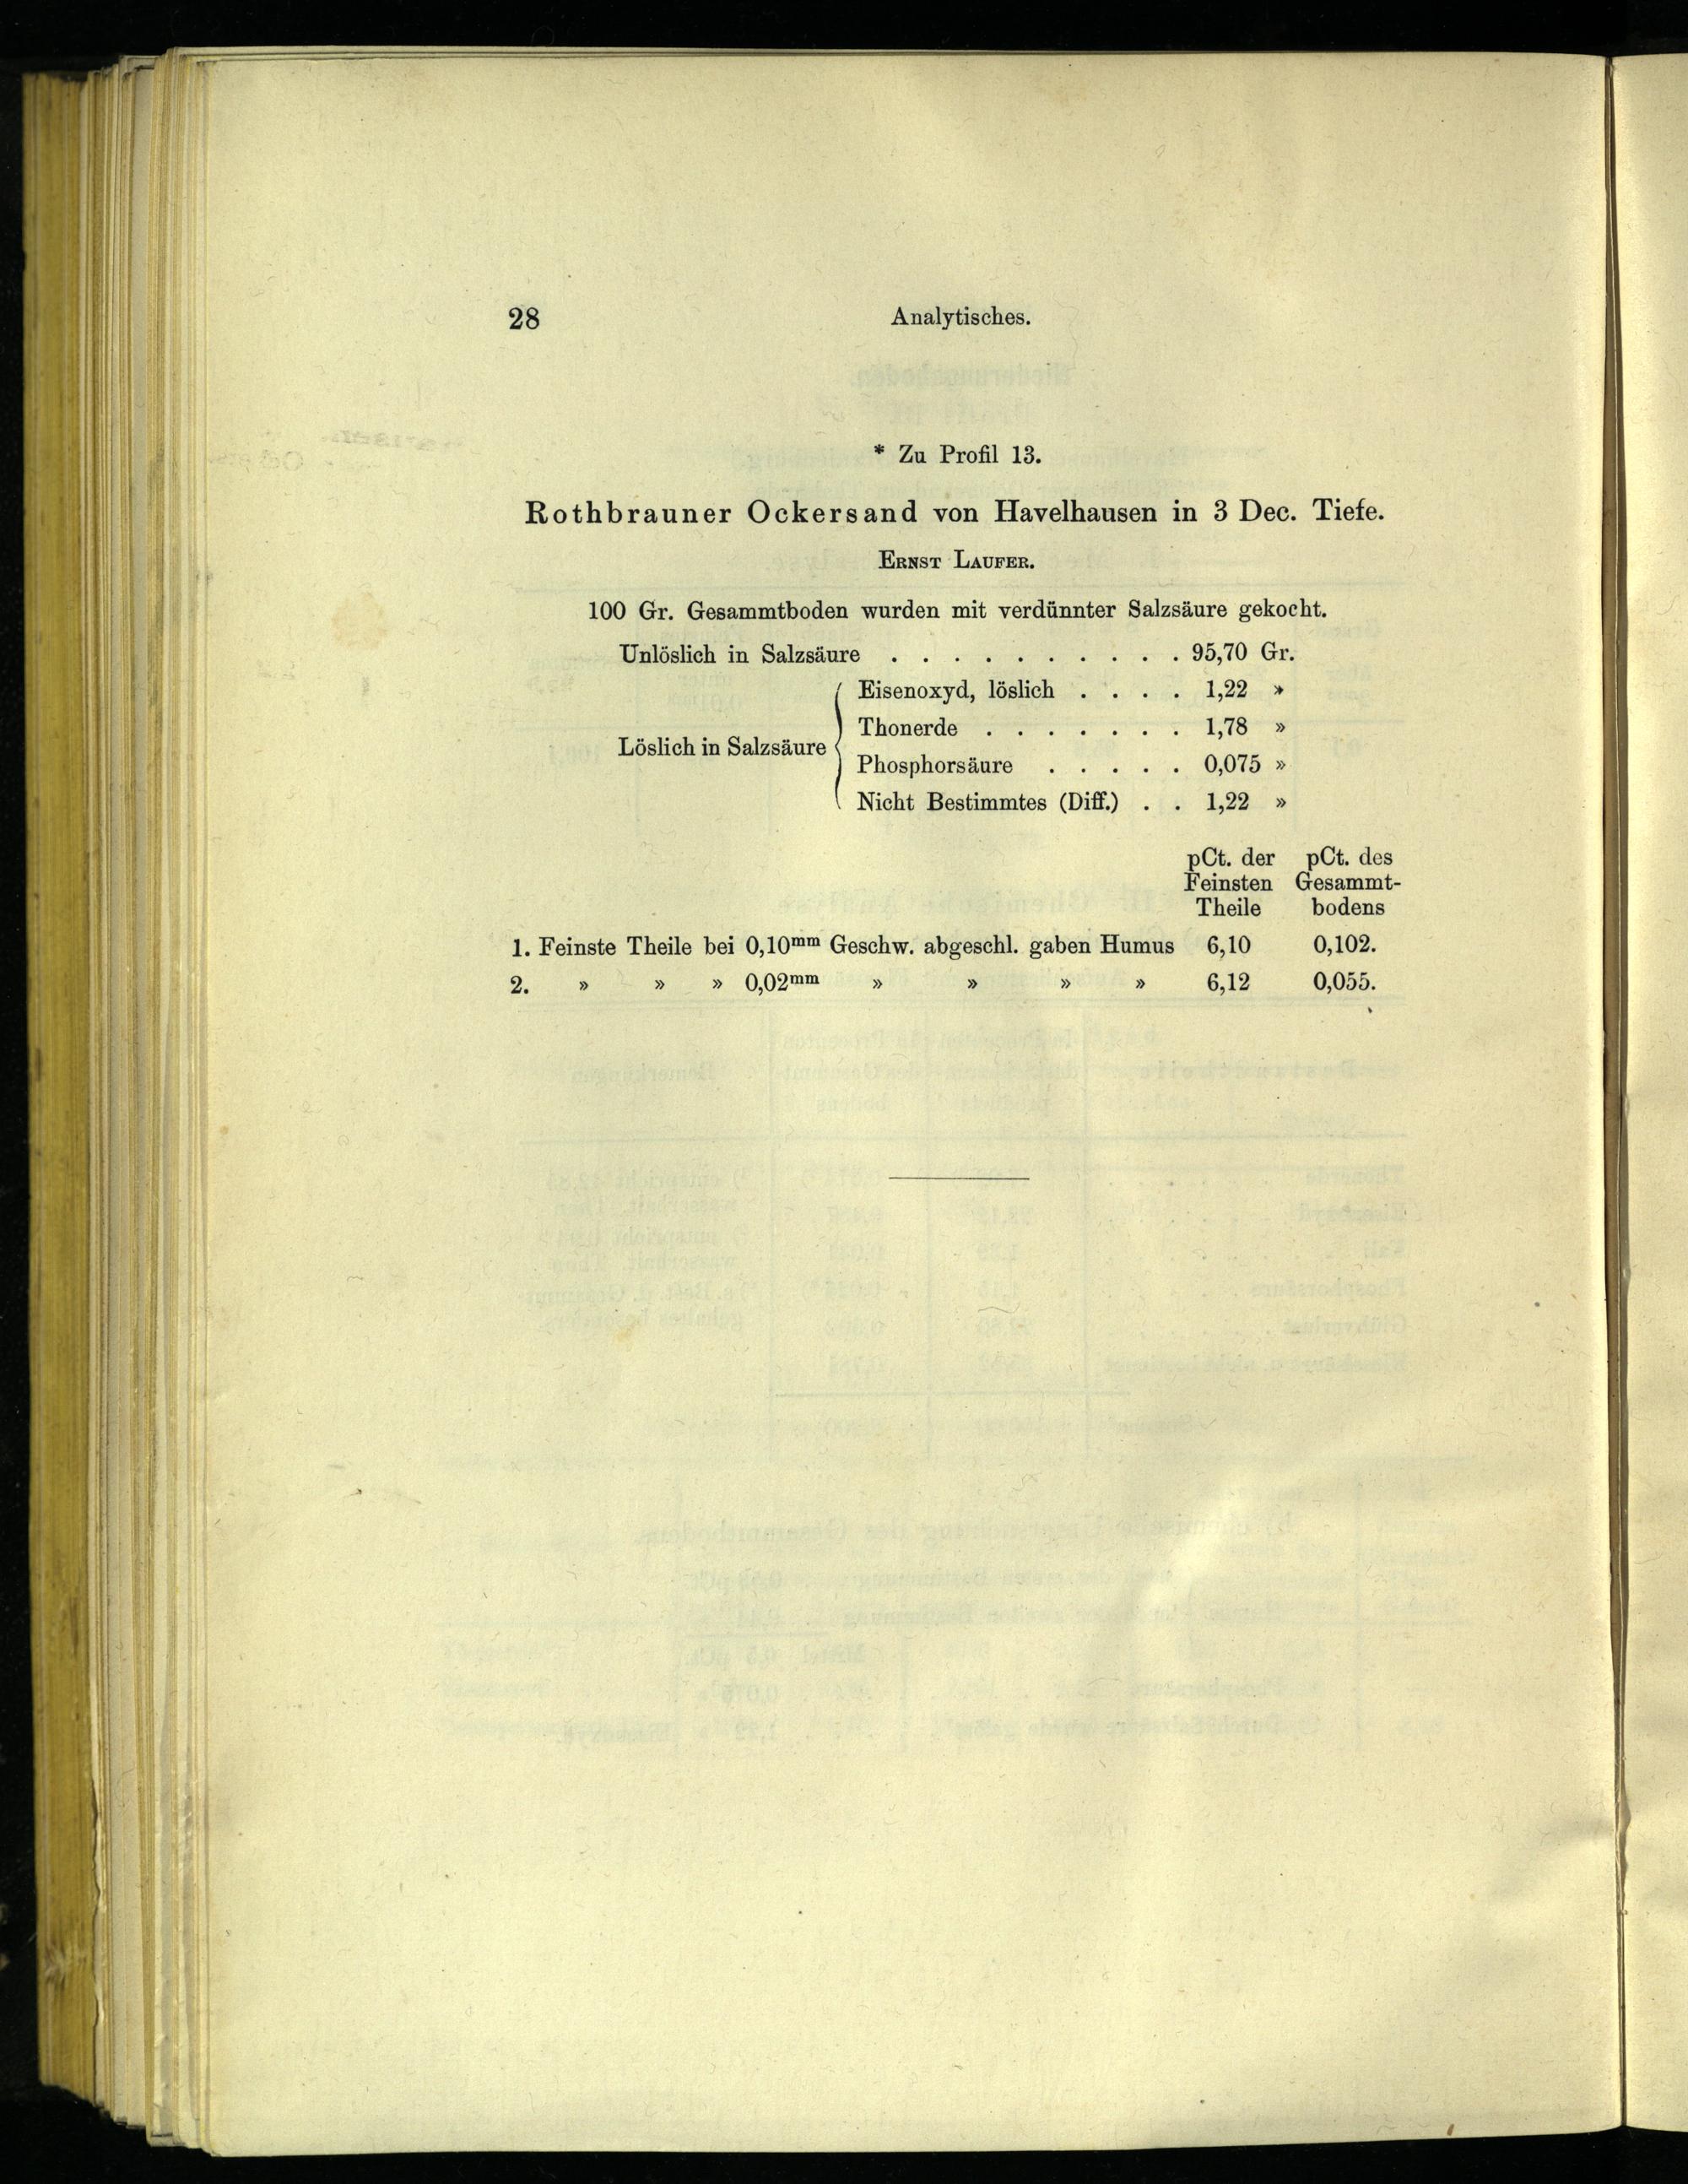 28 Analytisches.
* Zu Profil 13.
Rothbrauner Ockersand von Havelhausen in 3 Dec. Tiefe.
Ernst Laufer.
100 Gr. Gesammtboden wurden mit verdünnter Salzsäure gekocht.
Unlöslich in Salzsäure . . . . . . . . . . 95,70 Gr.
Löslich in Salzsäure
Eisenoxyd, löslich . . . . 1,22 »
Thonerde . . . . . . . 1,78 »
Phosphorsäure . . . . . 0,075 »
Nicht Bestimmtes (Diff.) . . 1,22 »
pCt. der pCt. des
Feinsten Gesammt-
Theile bodens
1. Feinste Theile bei 0,10mm Geschw. abgeschl. gaben Humus 6,10 0,102.
2. » » » 0,02mm » » » » 6,12 0,055.